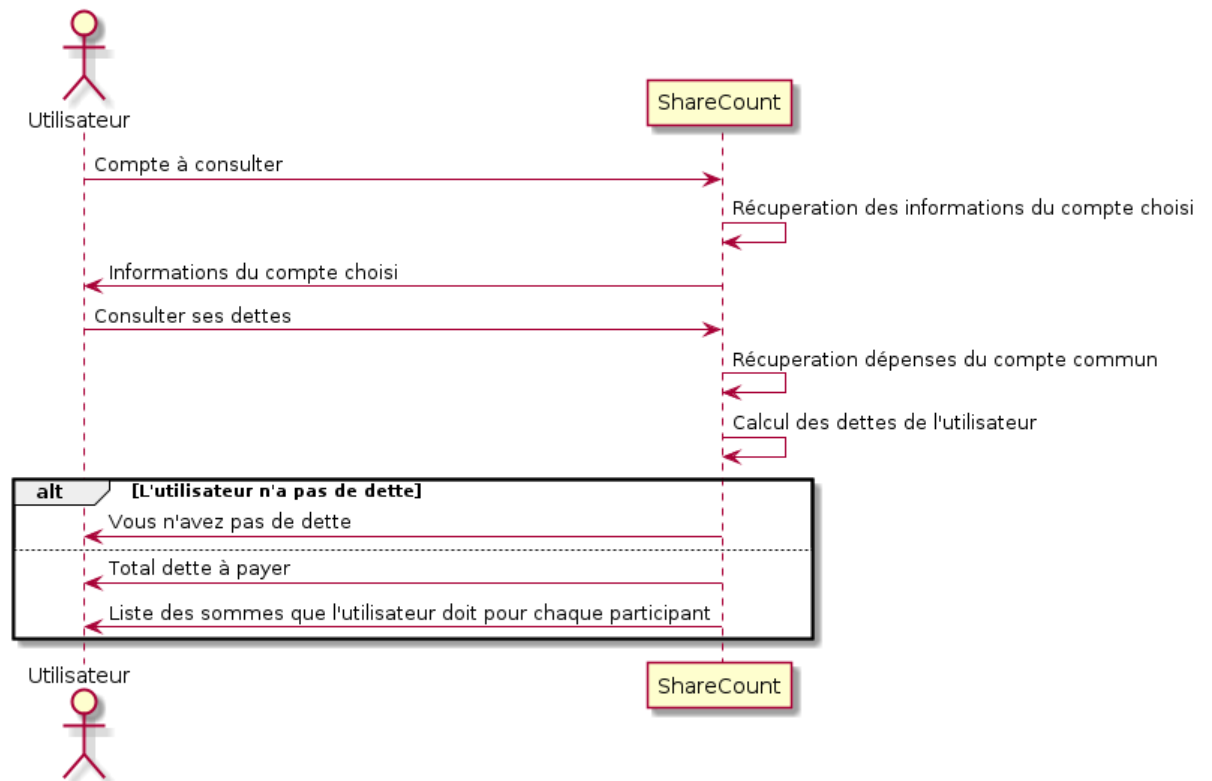 Utilisateur
ShareCount
Compte à consulter
Récuperation des informations du compte choisi
Informations du compte choisi
Consulter ses dettes
Récuperation dépenses du compte commun
Calcul des dettes de l'utilisateur
alt [L'utilisateur n'a pas de dette]
Vous n'avez pas de dette
Total dette à payer
Liste des sommes que l'utilisateur doit pour chaque participant
Utilisateur
ShareCount